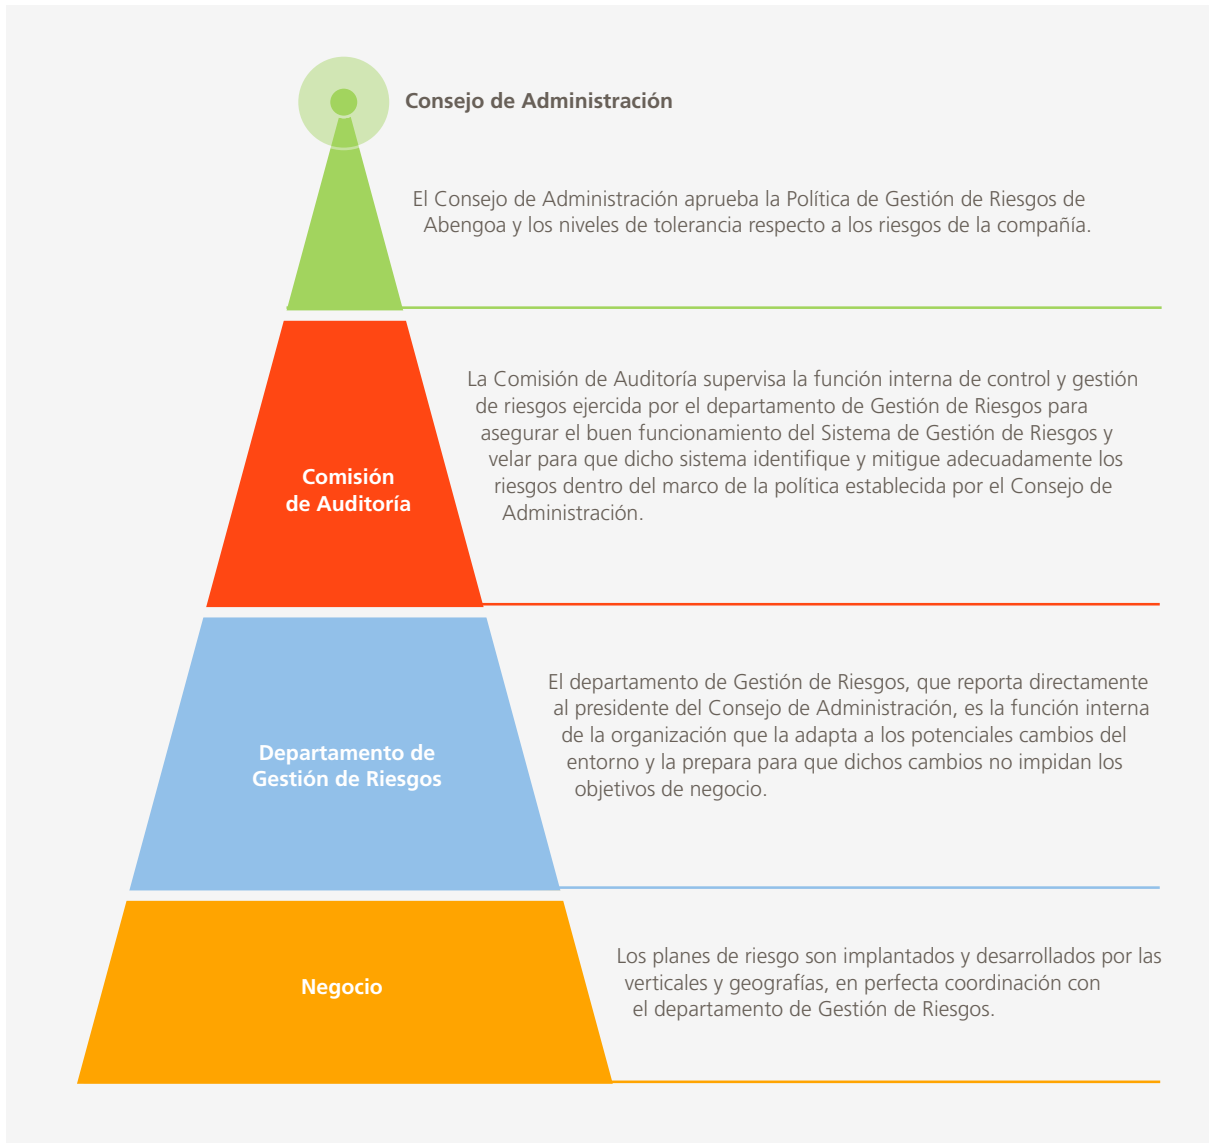 Consejo de Administración
El Consejo de Administración aprueba la Política de Gestión de Riesgos de
Abengoa y los niveles de tolerancia respecto a los riesgos de la compañía.
La Comisión de Auditoría supervisa la función interna de control y gestión
de riesgos ejercida por el departamento de Gestión de Riesgos para
asegurar el buen funcionamiento del Sistema de Gestión de Riesgos y
velar para que dicho sistema identifique y mitigue adecuadamente los
riesgos dentro del marco de la política establecida por el Consejo de
Administración.
Comisión
de Auditoría
El departamento de Gestión de Riesgos, que reporta directamente
al presidente del Consejo de Administración, es la función interna
de la organización que la adapta a los potenciales cambios del
entorno y la prepara para que dichos cambios no impidan los
objetivos de negocio.
Departamento de
Gestión de Riesgos
Los planes de riesgo son implantados y desarrollados por las
verticales y geografías, en perfecta coordinación con
el departamento de Gestión de Riesgos.
Negocio